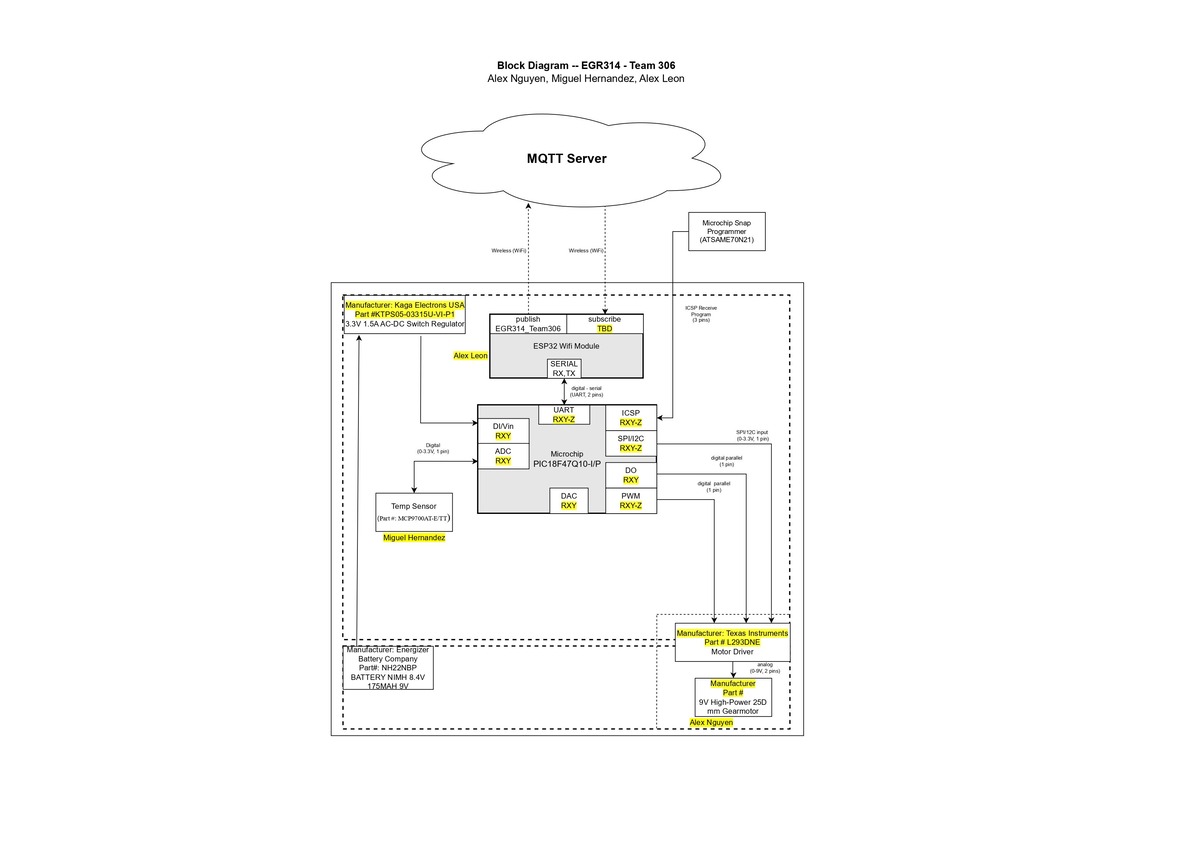 Block Diagram -- EGR314 - Team 306
Alex Nguyen, Miguel Hernandez, Alex Leon
MQTT Server
Microchip Snap
Programmer
(ATSAME70N21)
Wireless (WiFi)
Wireless (WiFi)
Manufacturer: Kaga Electrons USA
Part #KTPS05-03315U-VI-P1
3.3V 1.5A AC-DC Switch Regulator
ICSP Receive
Program
(3 pins)
publish
EGR314_Team306
subscribe
TBD
ESP32 Wifi Module
Alex Leon
SERIAL
RX,TX
digital - serial
(UART, 2 pins)
UART
RXY-Z
ICSP
RXY-Z
DI/Vin
RXY
SPI/I2C
RXY-Z
SPI/I2C input
(0-3.3V, 1 pin)
Digital
(0-3.3V, 1 pin)
ADC
RXY
Microchip
PIC18F47Q10-I/P
digital parallel
(1 pin)
DO
RXY
digital parallel
(1 pin)
DAC
RXY
PWM
RXY-Z
Temp Sensor
(Part #: MCP9700AT-E/TT)
Miguel Hernandez
Manufacturer: Texas Instruments
Part # L293DNE
Motor Driver
Manufacturer: Energizer
Battery Company
Part#: NH22NBP
BATTERY NIMH 8.4V
175MAH 9V
analog
(0-9V, 2 pins)
Manufacturer
Part #
9V High-Power 25D
mm Gearmotor
Alex Nguyen